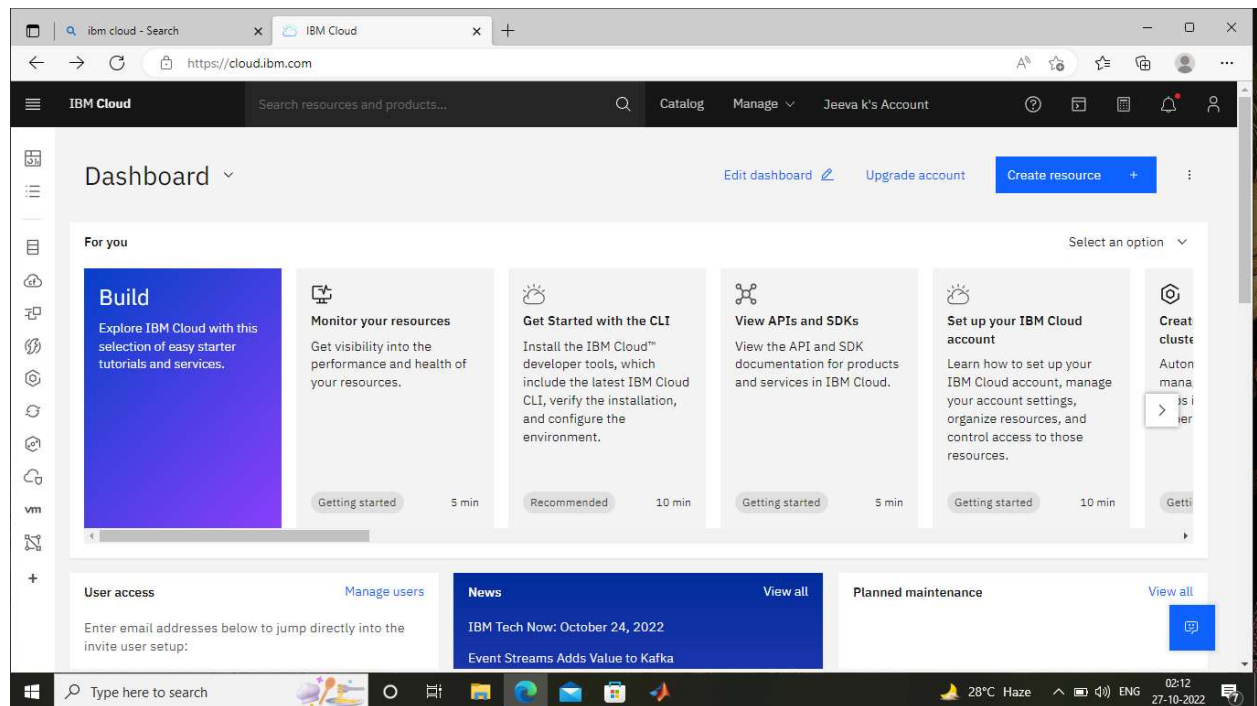 ibm cloud - Search
IBM Cloud
https://cloud.ibm.com
IBM Cloud
Search resources and products...
Catalog
Manage
Jeeva k's Account
Dashboard
Edit dashboard
Upgrade account
Create resource +
For you
Select an option
Build
Explore IBM Cloud with this
selection of easy starter
tutorials and services.
Monitor your resources
Get visibility into the
performance and health of
your resources.
Getting started
5 min
Get Started with the CLI
Install the IBM Cloud™
developer tools, which
include the latest IBM Cloud
CLI, verify the installation,
and configure the
environment.
Recommended
10 min
View APIs and SDKs
View the API and SDK
documentation for products
and services in IBM Cloud.
Getting started
5 min
Set up your IBM Cloud
account
Learn how to set up your
IBM Cloud account, manage
your account settings,
organize resources, and
control access to those
resources.
Getting started
10 min
Creat
cluste
Auton
mana
Getti
vm
User access
Manage users
Enter email addresses below to jump directly into the
invite user setup:
News
View all
IBM Tech Now: October 24, 2022
Event Streams Adds Value to Kafka
Planned maintenance
View all
Type here to search
28°C Haze
ENG
02:12
27-10-2022